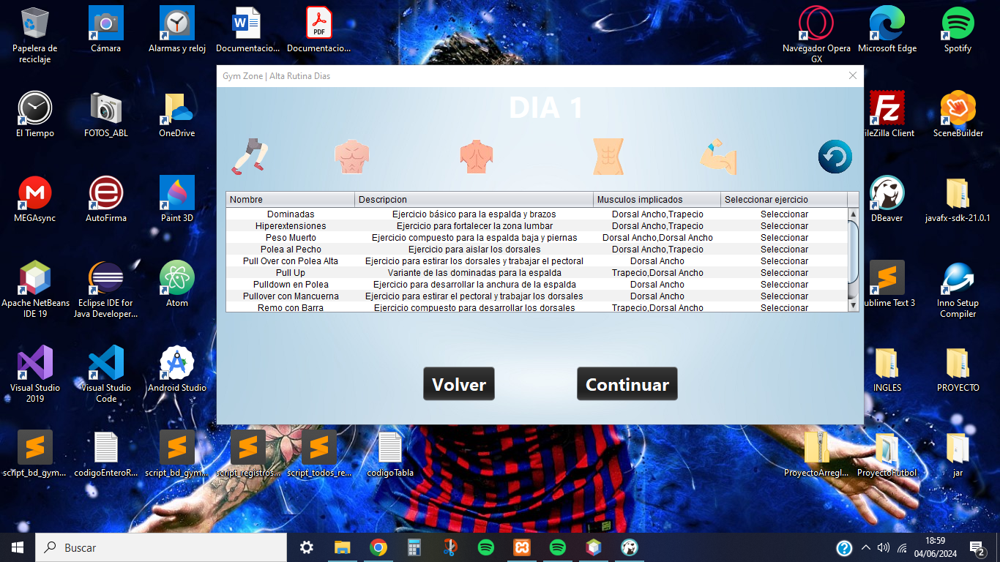 Papelera de
reciclaje
Cámara
Alarmas y reloj
Documentacio...
PDF
Documentacio...
Navegador Opera
GX
Microsoft Edge
Spotify
El Tiempo
FOTOS_ABL
OneDrive
FileZilla Client
SceneBuilder
MEGAsync
AutoFirma
Paint 3D
DBeaver
javafx-sdk-21.0.1
Apache NetBeans
IDE 19
Eclipse IDE for
Java Developer...
Atom
Sublime Text 3
Inno Setup
Compiler
Visual Studio
2019
Visual Studio
Code
Android Studio
INGLES
PROYECTO
script_bd_gym...
codigoEnteroR...
script_bd_gym...
script_registros...
script_todos_re...
codigoTabla
ProyectoArregl...
ProyectoFutbol
jar
Gym Zone | Alta Rutina Dias
DIA 1
Nombre Descripcion Musculos implicados Seleccionar ejercicio
Dominadas Ejercicio básico para la espalda y brazos Dorsal Ancho,Trapecio Seleccionar
Hiperextensiones Ejercicio para fortalecer la zona lumbar Dorsal Ancho,Trapecio Seleccionar
Peso Muerto Ejercicio compuesto para la espalda baja y piernas Dorsal Ancho,Dorsal Ancho Seleccionar
Polea al Pecho Ejercicio para aislar los dorsales Dorsal Ancho,Trapecio Seleccionar
Pull Over con Polea Alta Ejercicio para estirar los dorsales y trabajar el pectoral Dorsal Ancho Seleccionar
Pull Up Variante de las dominadas para la espalda Trapecio,Dorsal Ancho Seleccionar
Pulldown en Polea Ejercicio para desarrollar la anchura de la espalda Dorsal Ancho Seleccionar
Pullover con Mancuerna Ejercicio para estirar el pectoral y trabajar los dorsales Dorsal Ancho Seleccionar
Remo con Barra Ejercicio compuesto para desarrollar los dorsales Trapecio,Dorsal Ancho Seleccionar
Volver Continuar
Buscar
18:59
04/06/2024
2